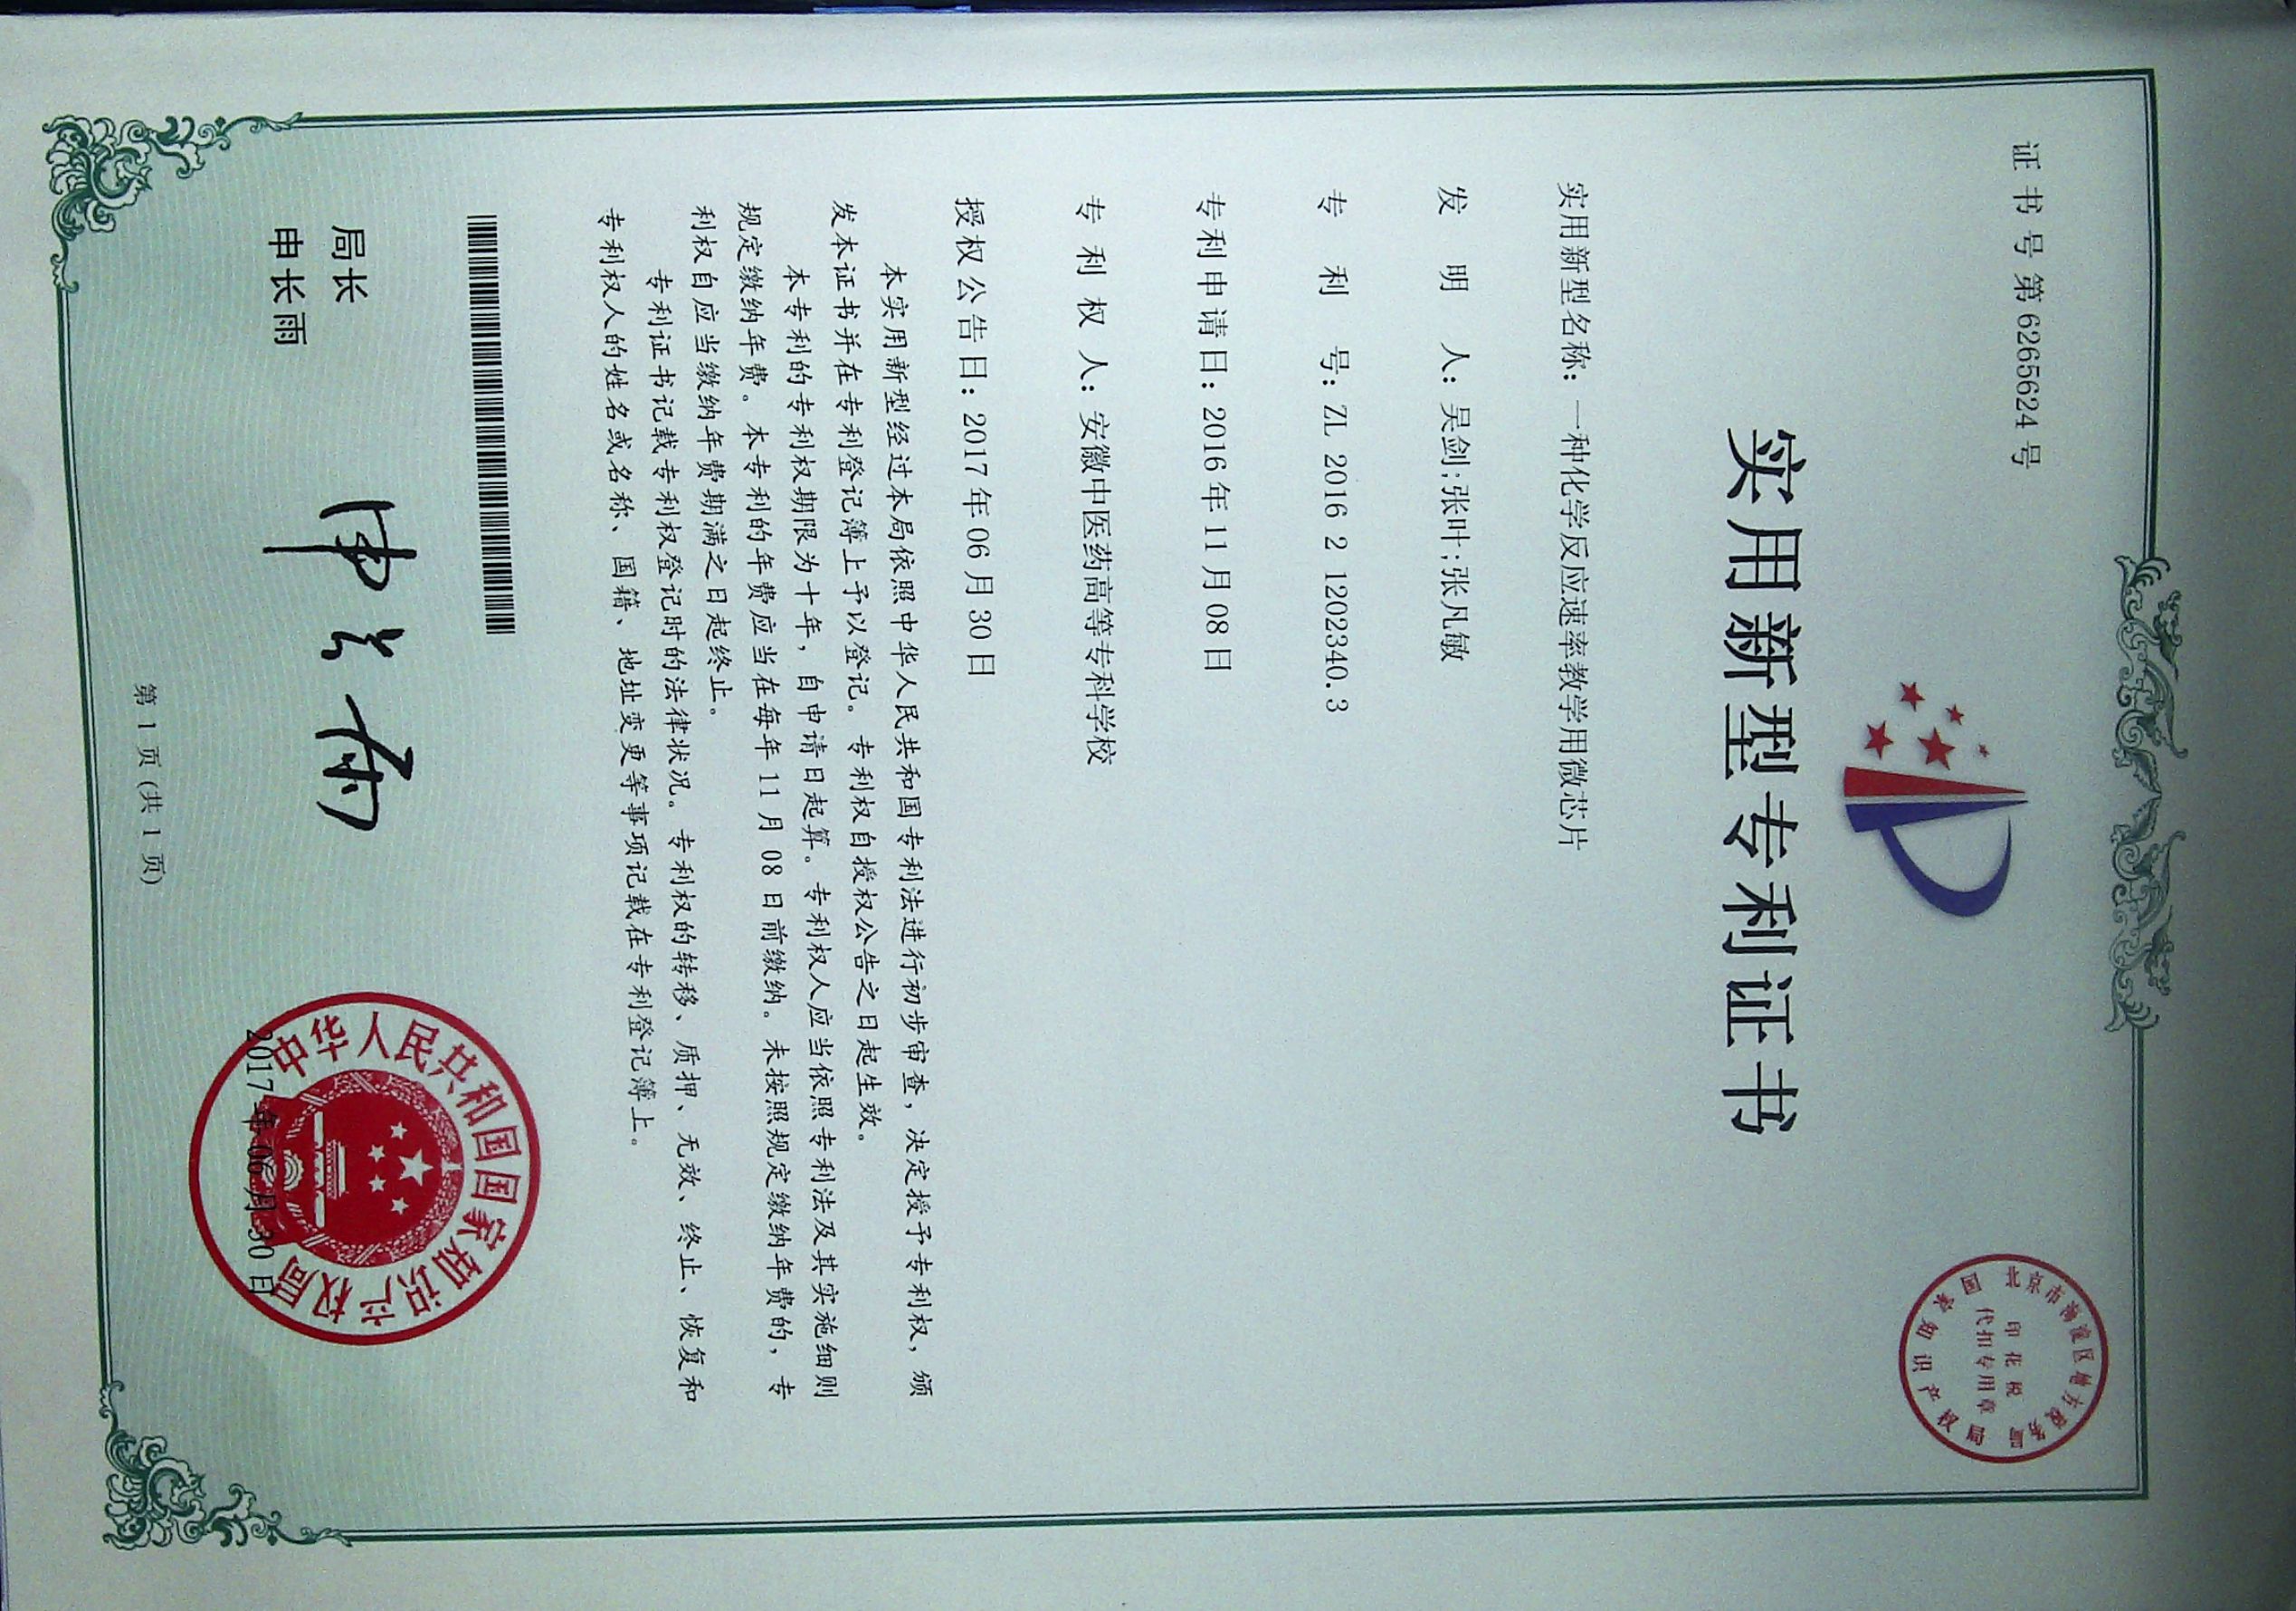 证书号第6265624号
北京市海淀区地方税务局
国家知识产权局
印花税
代扣专用章
实用新型专利证书
实用新型名称：一种化学反应速率教学用微芯片
发明人：吴剑;张叶;张凡敏
专利号：ZL 2016 2 1202340.3
专利申请日：2016年11月08日
专利权人：安徽中医药高等专科学校
授权公告日：2017年06月30日
本实用新型经过本局依照中华人民共和国专利法进行初步审查，决定授予专利权，颁
发本证书并在专利登记簿上予以登记。专利权自授权公告之日起生效。
本专利的专利权期限为十年，自申请日起算。专利权人应当依照专利法及其实施细则
规定缴纳年费。本专利的年费应当在每年11月08日前缴纳。未按照规定缴纳年费的，专
利权自应当缴纳年费期满之日起终止。
专利证书记载专利权登记时的法律状况。专利权的转移、质押、无效、终止、恢复和
专利权人的姓名或名称、国籍、地址变更等事项记载在专利登记簿上。
局长
申长雨
申长雨
中华人民共和国国家知识产权局
2017年06月30日
第1页(共1页)